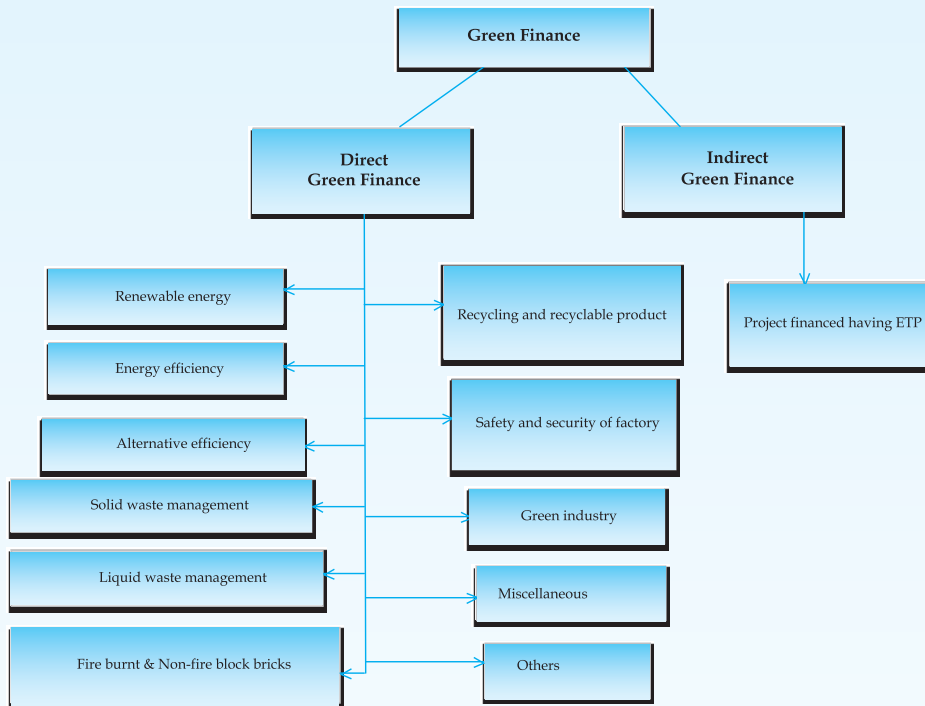 Green Finance
Direct
Green Finance
Indirect
Green Finance
Renewable energy
Recycling and recyclable product
Project financed having ETP
Energy efficiency
Safety and security of factory
Alternative efficiency
Solid waste management
Green industry
Liquid waste management
Miscellaneous
Fire burnt & Non-fire block bricks
Others